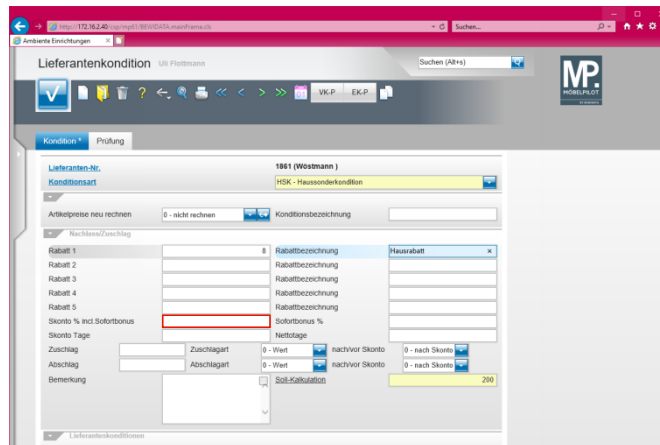 http://172.16.2.40/csp/mp61/BEWIDATA.mainFrame.cls
Suchen...
Ambiente Einrichtungen
Lieferantenkondition Uli Flottmann
Suchen (Alt+s)
MP.
MÖBELPILOT
VK-P EK-P
Kondition * Prüfung
Lieferanten-Nr. 1861 (Wöstmann )
Konditionsart HSK - Haussonderkondition
Artikelpreise neu rechnen 0 - nicht rechnen Konditionsbezeichnung
Nachlass/Zuschlag
Rabatt 1 8 Rabattbezeichnung Hausrabatt x
Rabatt 2 Rabattbezeichnung
Rabatt 3 Rabattbezeichnung
Rabatt 4 Rabattbezeichnung
Rabatt 5 Rabattbezeichnung
Skonto % incl.Sofortbonus Sofortbonus %
Skonto Tage Nettotage
Zuschlag Zuschlagart 0 - Wert nach/vor Skonto 0 - nach Skonto
Abschlag Abschlagart 0 - Wert nach/vor Skonto 0 - nach Skonto
Bemerkung Soll-Kalkulation 200
Lieferantenkonditionen